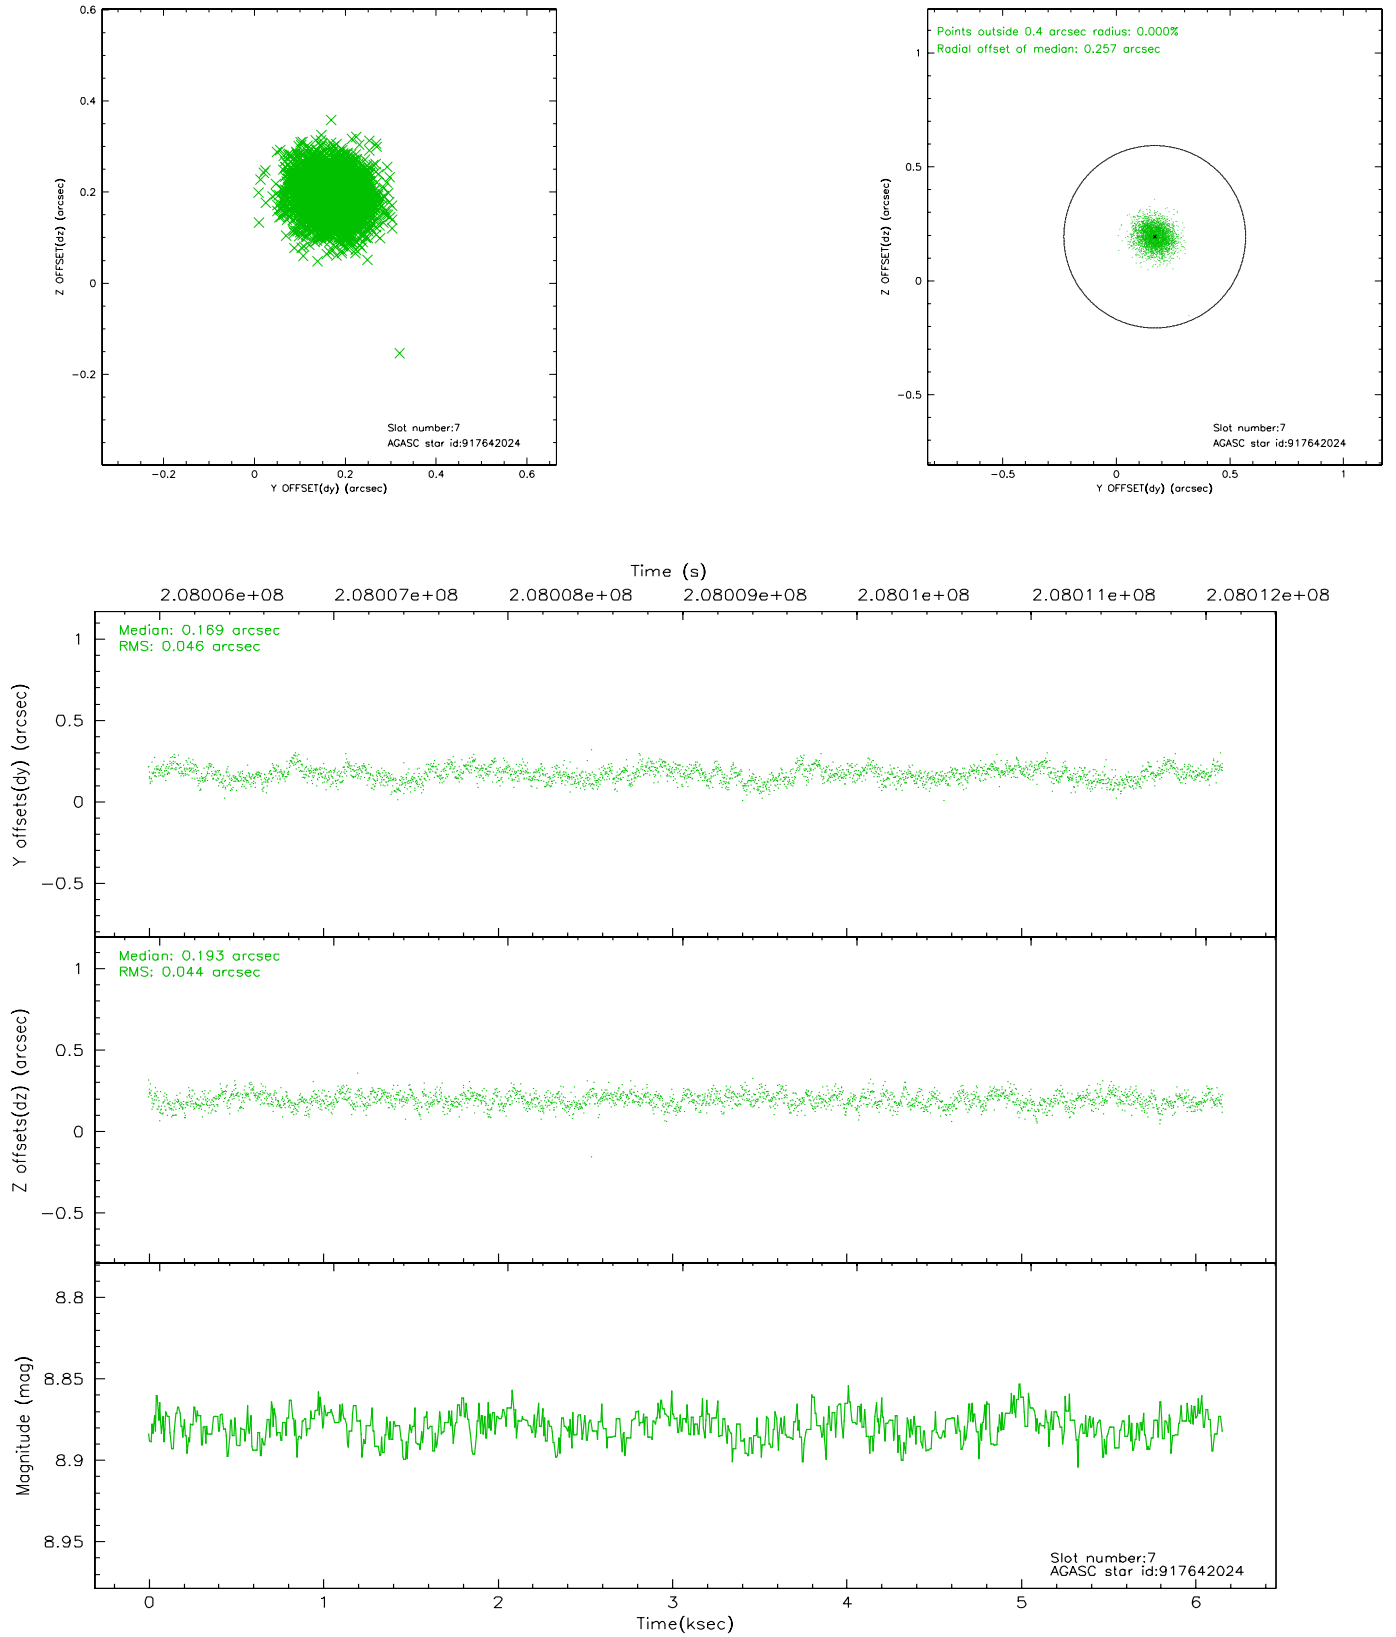 0.6
0.4
0.2
0
−0.2
Z OFFSET(dz) (arcsec)
Slot number:7
AGASC star id:917642024
−0.2 0 0.2 0.4 0.6
Y OFFSET(dy) (arcsec)
Points outside 0.4 arcsec radius: 0.000%
Radial offset of median: 0.257 arcsec
1
0.5
0
−0.5
Z OFFSET(dz) (arcsec)
Slot number:7
AGASC star id:917642024
−0.5 0 0.5 1
Y OFFSET(dy) (arcsec)
Time (s)
2.08006e+08 2.08007e+08 2.08008e+08 2.08009e+08 2.0801e+08 2.08011e+08 2.08012e+08
Median: 0.169 arcsec
RMS: 0.046 arcsec
1
0.5
0
−0.5
Y offsets(dy) (arcsec)
Median: 0.193 arcsec
RMS: 0.044 arcsec
1
0.5
0
−0.5
Z offsets(dz) (arcsec)
8.8
8.85
8.9
8.95
Magnitude (mag)
Slot number:7
AGASC star id:917642024
0 1 2 3 4 5 6
Time(ksec)